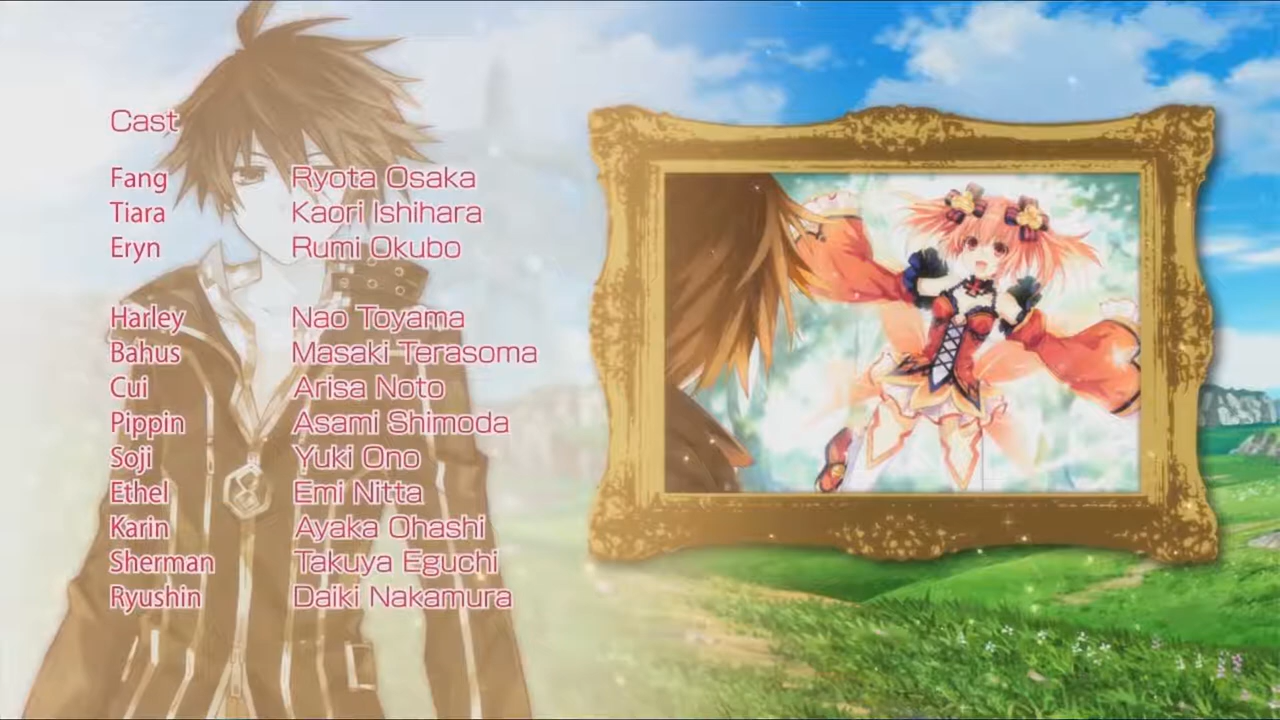 Cast
Fang Ryota Osaka
Tiara Kaori Ishihara
Eryn Rumi Okubo
Harley Nao Toyama
Bahus Masaki Terasoma
Cui Arisa Noto
Pippin Asami Shimoda
Soji Yuki Ono
Ethel Emi Nitta
Karin Ayaka Ohashi
Sherman Takuya Eguchi
Ryushin Daiki Nakamura